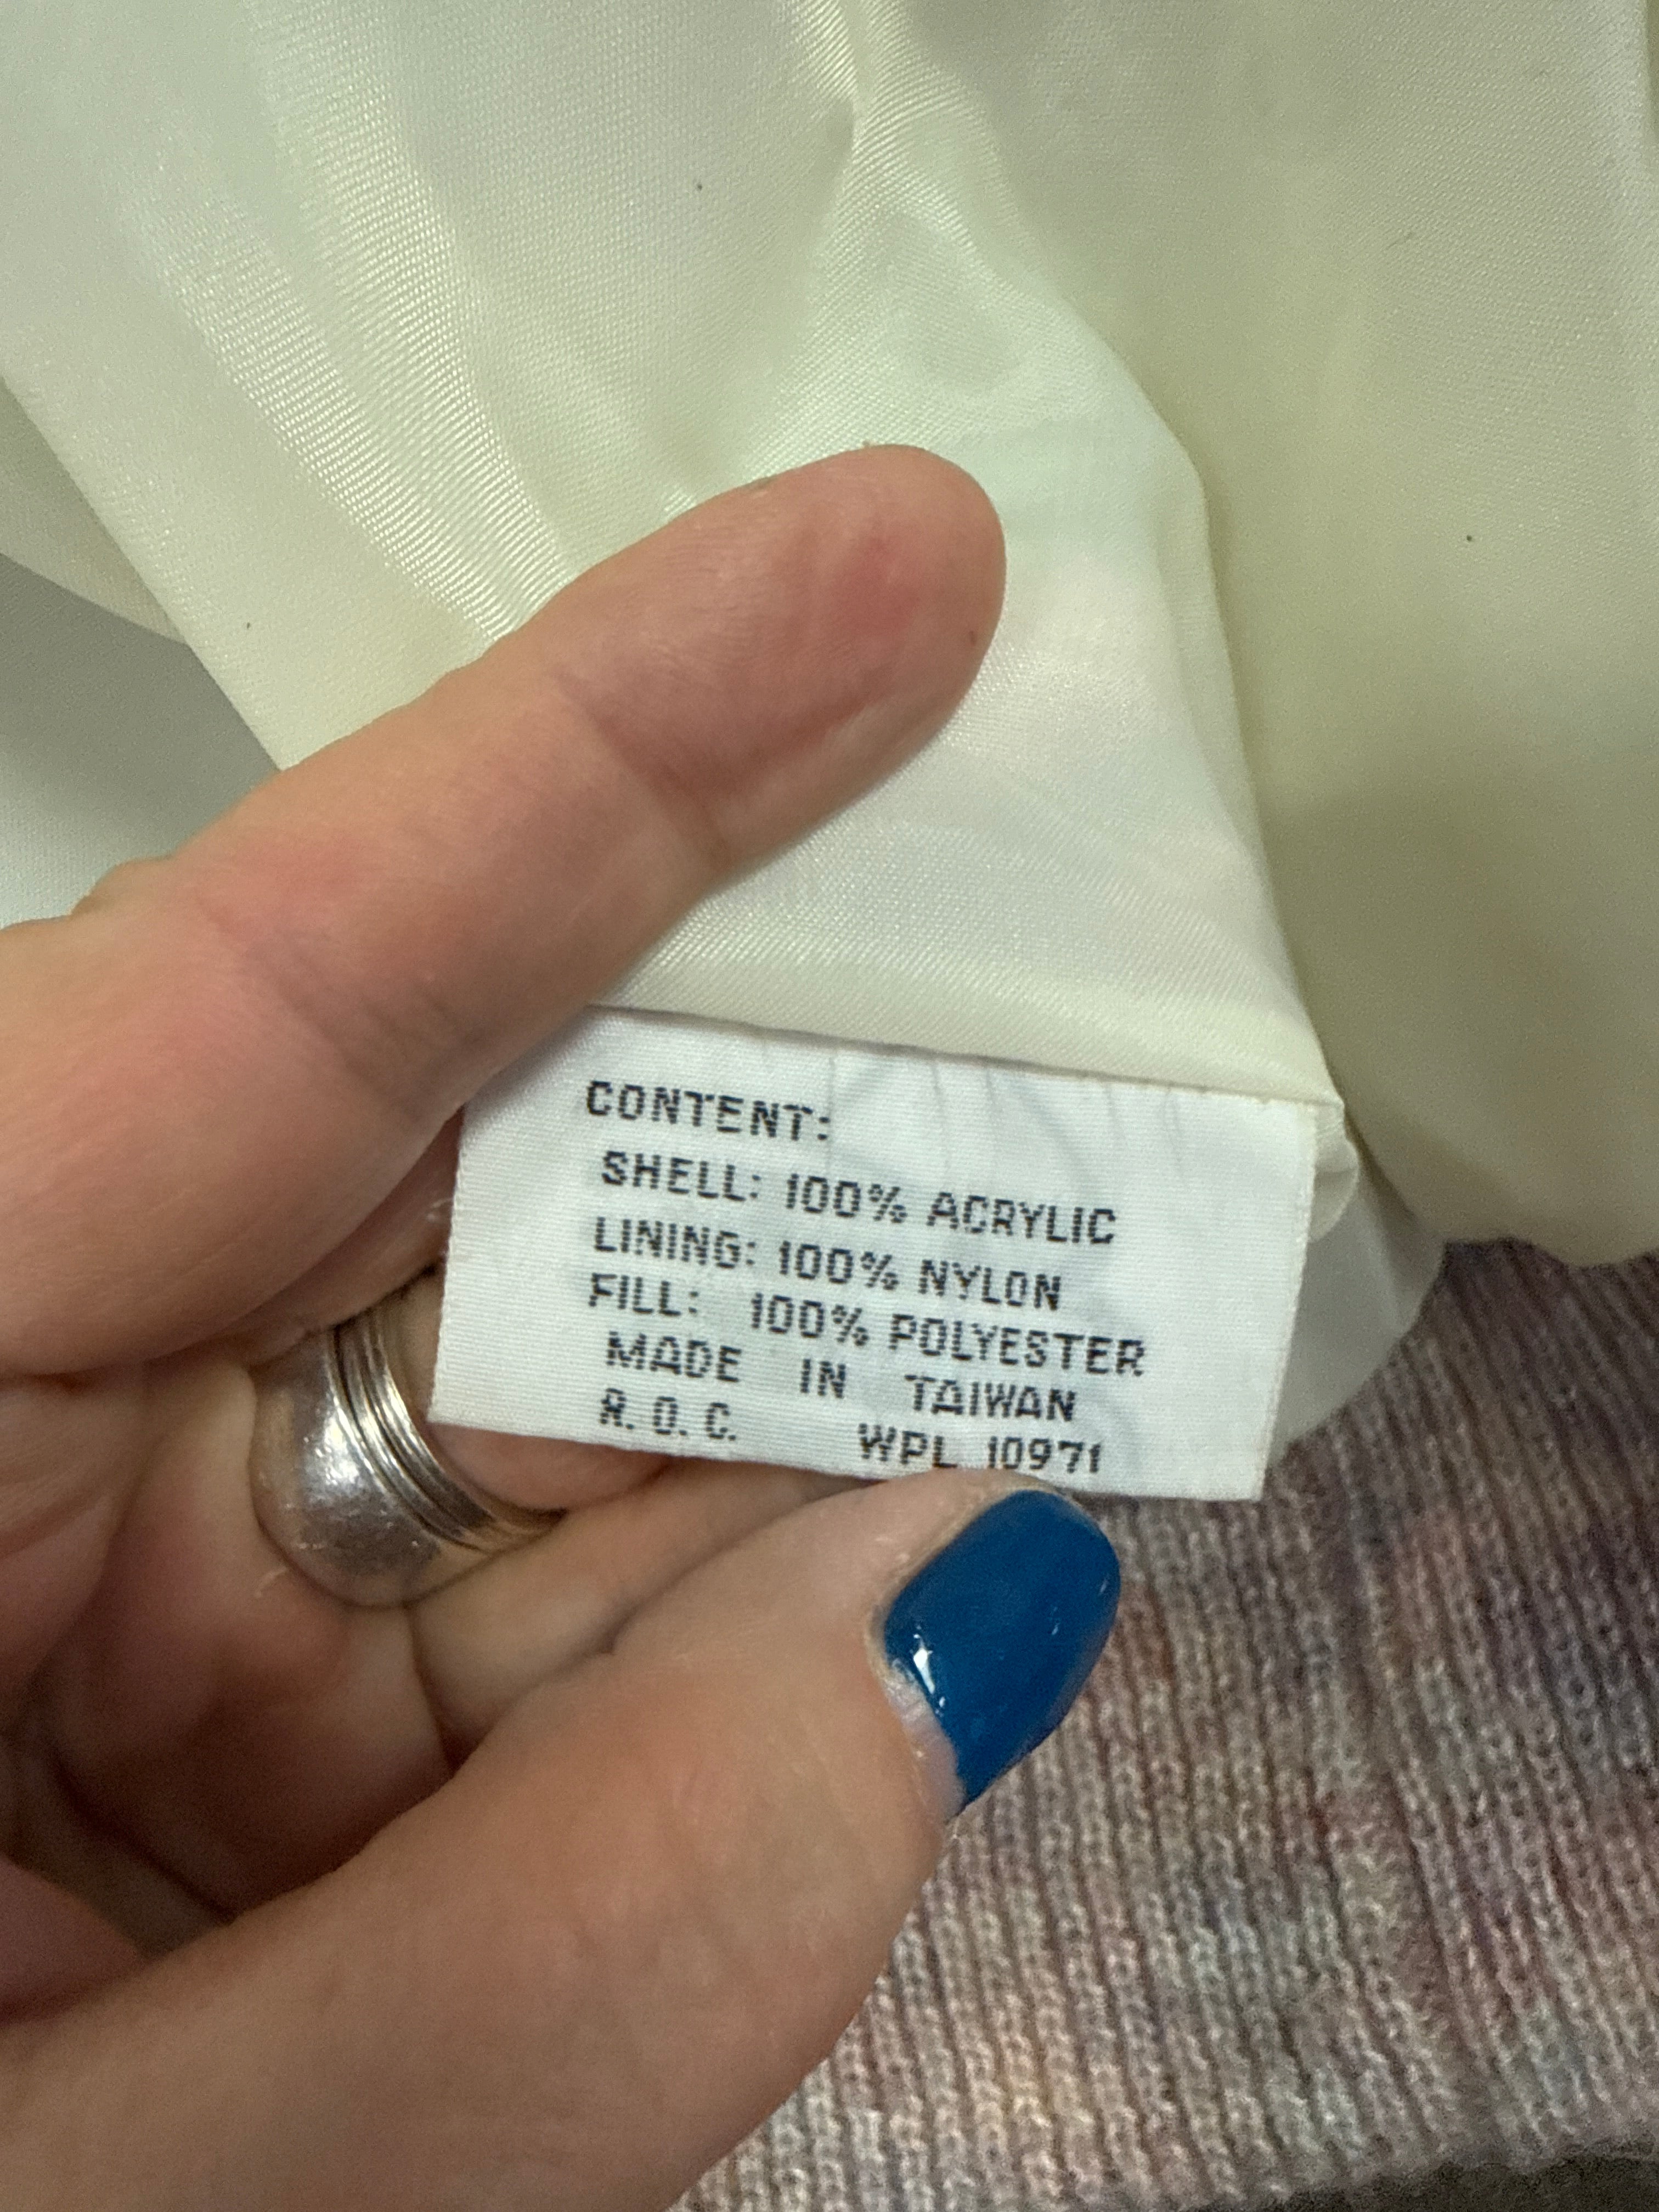 CONTENT:
SHELL: 100% ACRYLIC
LINING: 100% NYLON
FILL: 100% POLYESTER
MADE IN TAIWAN
R.O.C. WPL 10971